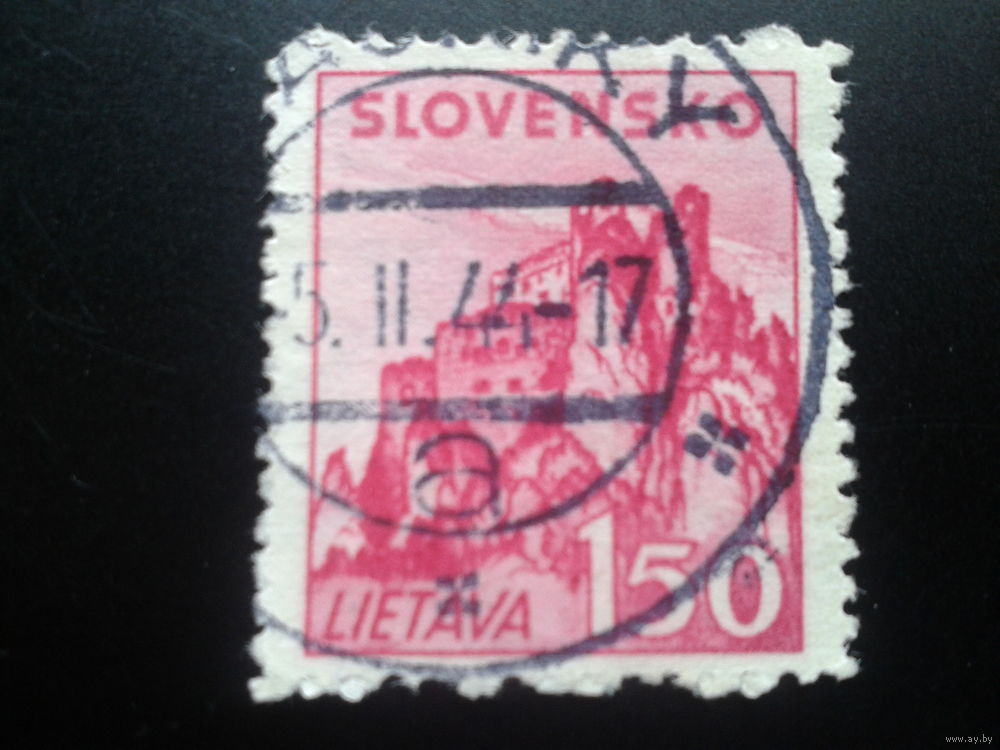 SLOVENSKO
5. II. 44-17
a
LIETAVA
1 50
www.ay.by